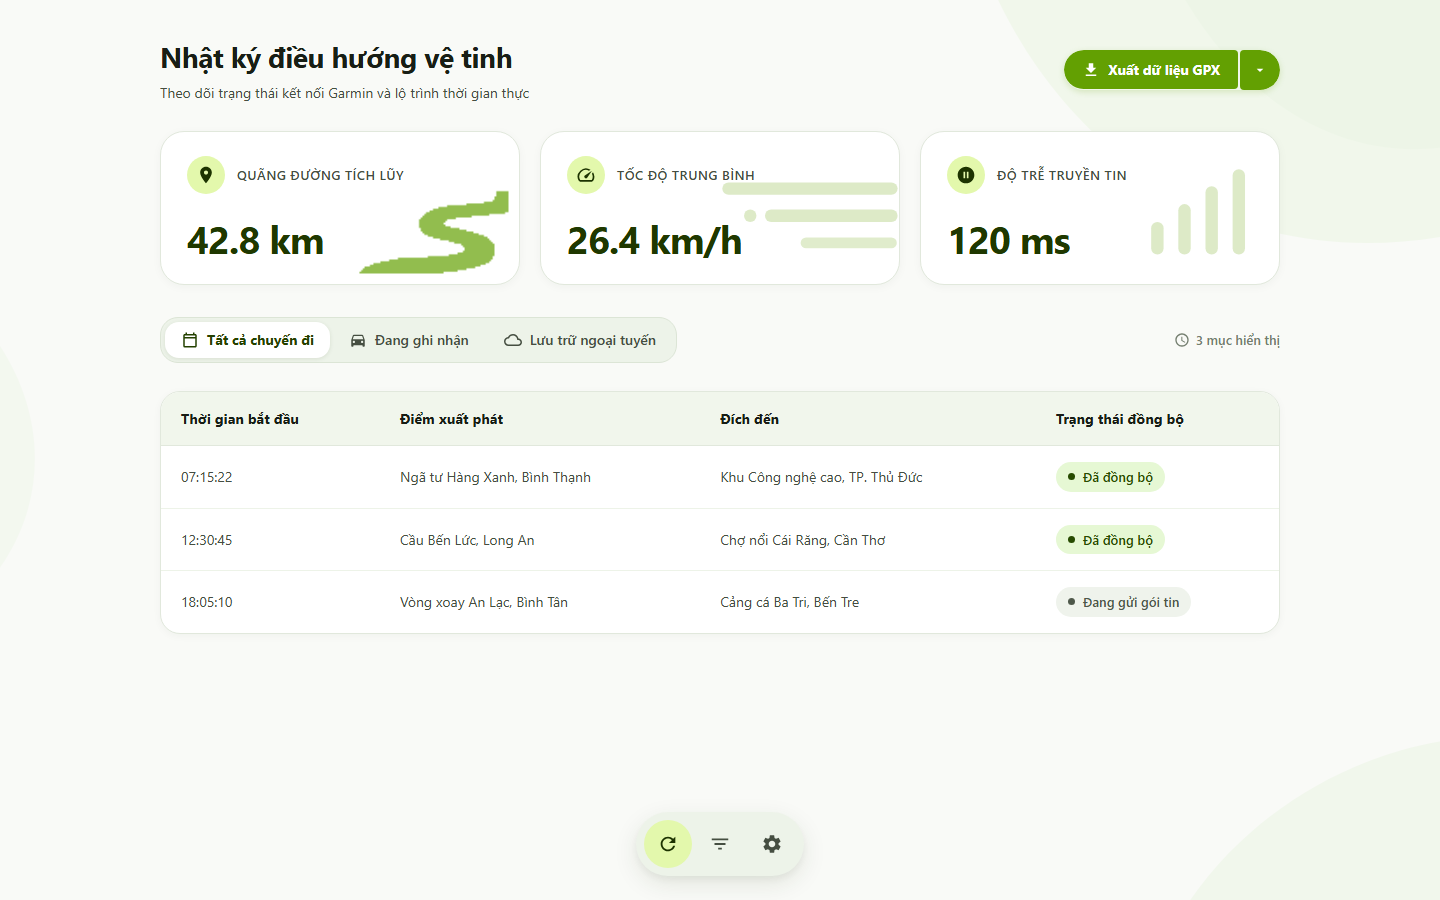 Nhật ký điều hướng vệ tinh
Theo dõi trạng thái kết nối Garmin và lộ trình thời gian thực
Xuất dữ liệu GPX
QUÃNG ĐƯỜNG TÍCH LŨY
42.8 km
TỐC ĐỘ TRUNG BÌNH
26.4 km/h
ĐỘ TRỄ TRUYỀN TIN
120 ms
Tất cả chuyến đi
Đang ghi nhận
Lưu trữ ngoại tuyến
3 mục hiển thị
Thời gian bắt đầu Điểm xuất phát Đích đến Trạng thái đồng bộ
07:15:22 Ngã tư Hàng Xanh, Bình Thạnh Khu Công nghệ cao, TP. Thủ Đức Đã đồng bộ
12:30:45 Cầu Bến Lức, Long An Chợ nổi Cái Răng, Cần Thơ Đã đồng bộ
18:05:10 Vòng xoay An Lạc, Bình Tân Cảng cá Ba Tri, Bến Tre Đang gửi gói tin